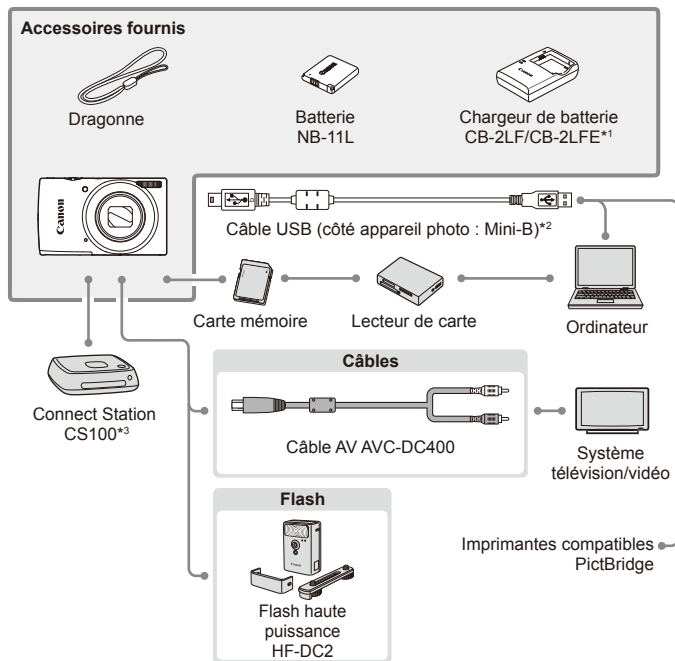 Accessoires fournis
Dragonne
Batterie
NB-11L
Chargeur de batterie
CB-2LF/CB-2LFE*1
Canon
Câble USB (côté appareil photo : Mini-B)*2
Carte mémoire
Lecteur de carte
Ordinateur
Connect Station
CS100*3
Câbles
Câble AV AVC-DC400
Système
télévision/vidéo
Flash
Flash haute
puissance
HF-DC2
Imprimantes compatibles
PictBridge